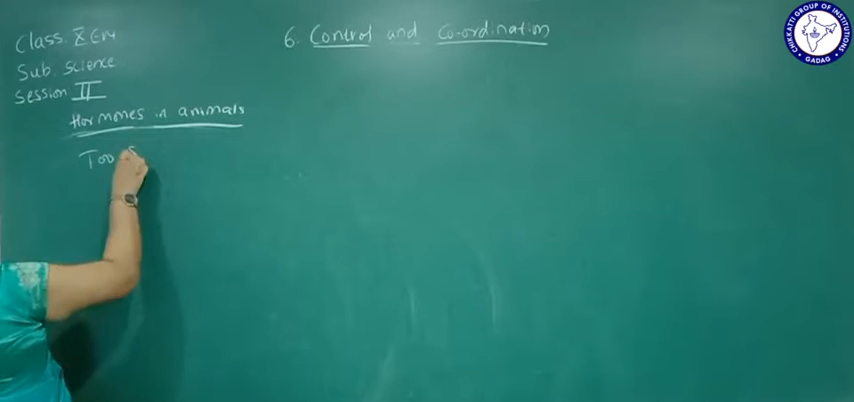 Class. X EM
Sub. Science
Session II
6. Control and Co-ordination
Hormones in animals
Too
CHIKKATTI GROUP OF INSTITUTIONS
GADAG